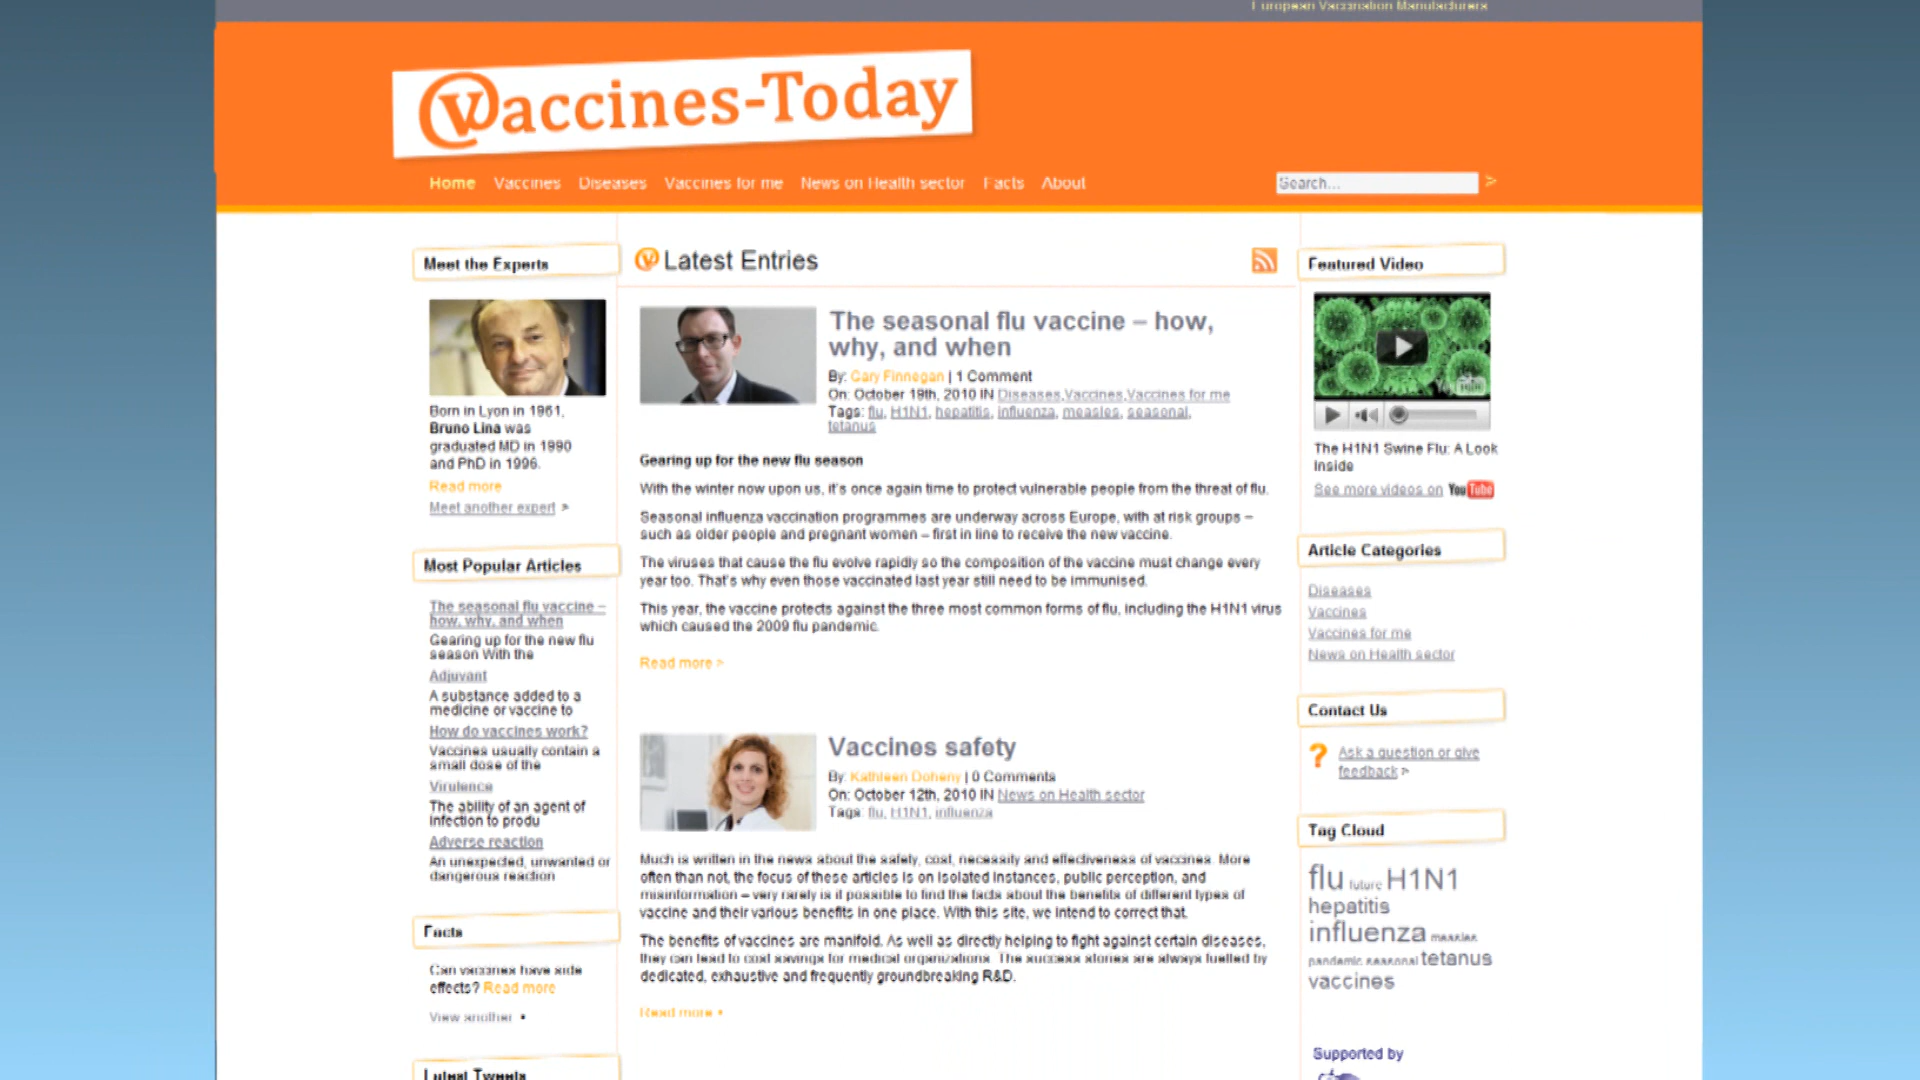 European Vaccination Manufacturers
@vaccines-Today
Home Vaccines Diseases Vaccines for me News on Health sector Facts About
Search... >
Meet the Experts
Born in Lyon in 1961,
Bruno Lina was
graduated MD in 1990
and PhD in 1996.
Read more
Meet another expert >
Most Popular Articles
The seasonal flu vaccine –
how, why, and when
Gearing up for the new flu
season With the
Adjuvant
A substance added to a
medicine or vaccine to
How do vaccines work?
Vaccines usually contain a
small dose of the
Virulence
The ability of an agent of
infection to produ
Adverse reaction
An unexpected, unwanted or
dangerous reaction
Facts
Can vaccines have side
effects? Read more
View another
Latest Tweets
Latest Entries
The seasonal flu vaccine – how,
why, and when
By: Gary Finnegan | 1 Comment
On: October 19th, 2010 IN Diseases,Vaccines,Vaccines for me
Tags: flu, H1N1, hepatitis, influenza, measles, seasonal,
tetanus
Gearing up for the new flu season
With the winter now upon us, it's once again time to protect vulnerable people from the threat of flu.
Seasonal influenza vaccination programmes are underway across Europe, with at risk groups –
such as older people and pregnant women – first in line to receive the new vaccine.
The viruses that cause the flu evolve rapidly so the composition of the vaccine must change every
year too. That's why even those vaccinated last year still need to be immunised.
This year, the vaccine protects against the three most common forms of flu, including the H1N1 virus
which caused the 2009 flu pandemic.
Read more >
Vaccines safety
By: Kathleen Doheny | 0 Comments
On: October 12th, 2010 IN News on Health sector
Tags: flu, H1N1, influenza
Much is written in the news about the safety, cost, necessity and effectiveness of vaccines. More
often than not, the focus of these articles is on isolated instances, public perception, and
misinformation – very rarely is it possible to find the facts about the benefits of different types of
vaccine and their various benefits in one place. With this site, we intend to correct that.
The benefits of vaccines are manifold. As well as directly helping to fight against certain diseases,
they can lead to cost savings for medical organizations. The success stories are always fuelled by
dedicated, exhaustive and frequently groundbreaking R&D.
Read more
Featured Video
YouTube
The H1N1 Swine Flu: A Look
Inside
See more videos on YouTube
Article Categories
Diseases
Vaccines
Vaccines for me
News on Health sector
Contact Us
? Ask a question or give
feedback >
Tag Cloud
flu future H1N1
hepatitis
influenza measles
pandemic seasonal tetanus
vaccines
Supported by